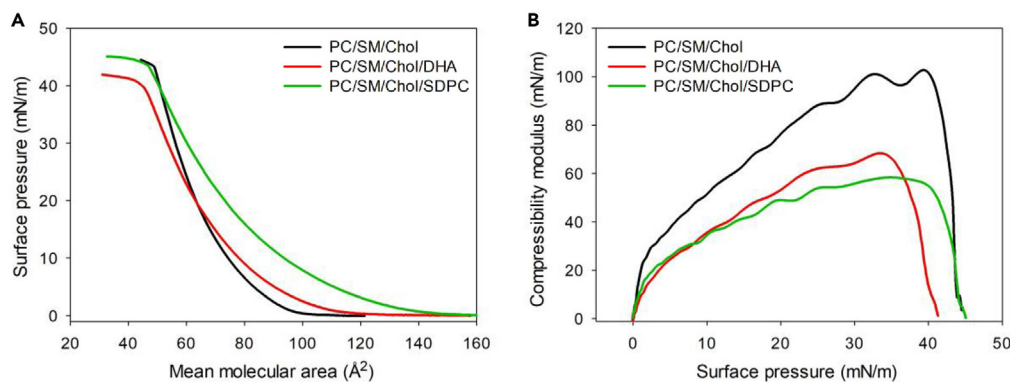 A
50
40
30
20
10
0
Surface pressure (mN/m)
PC/SM/Chol
PC/SM/Chol/DHA
PC/SM/Chol/SDPC
20 40 60 80 100 120 140 160
Mean molecular area (Å²)
B
120
100
80
60
40
20
0
Compressibility modulus (mN/m)
PC/SM/Chol
PC/SM/Chol/DHA
PC/SM/Chol/SDPC
0 10 20 30 40 50
Surface pressure (mN/m)